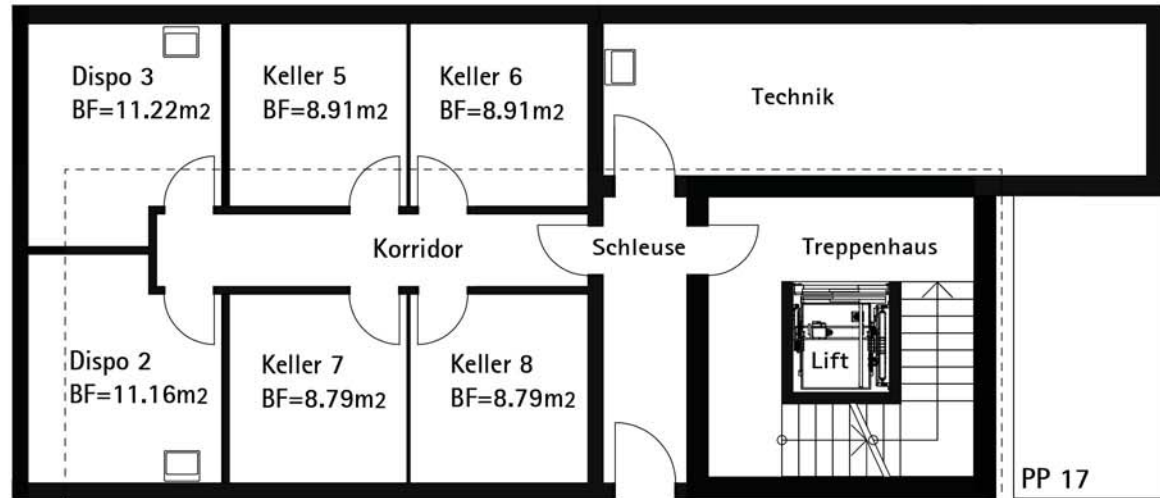 Dispo 3
BF=11.22m2
Keller 5
BF=8.91m2
Keller 6
BF=8.91m2
Technik
Korridor
Schleuse
Treppenhaus
Dispo 2
BF=11.16m2
Keller 7
BF=8.79m2
Keller 8
BF=8.79m2
Lift
PP 17